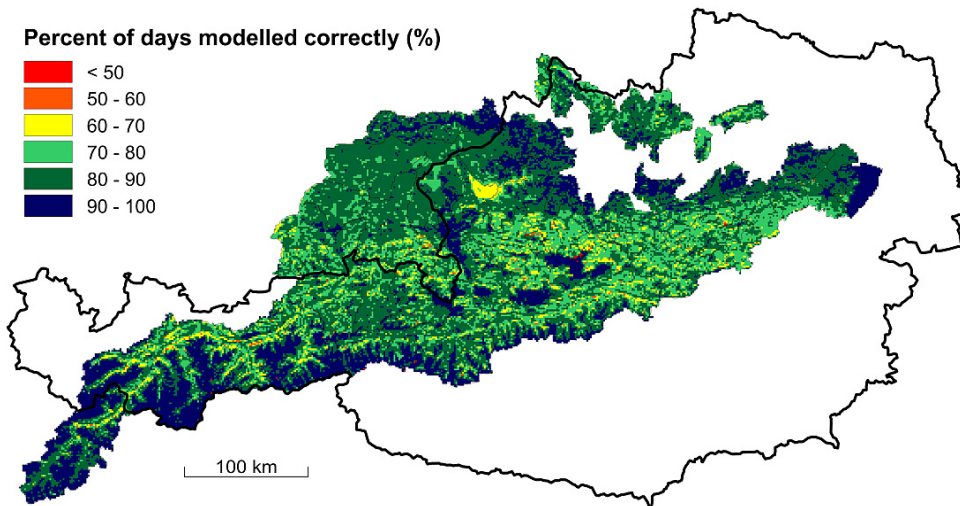 Percent of days modelled correctly (%)
< 50
50 - 60
60 - 70
70 - 80
80 - 90
90 - 100
100 km